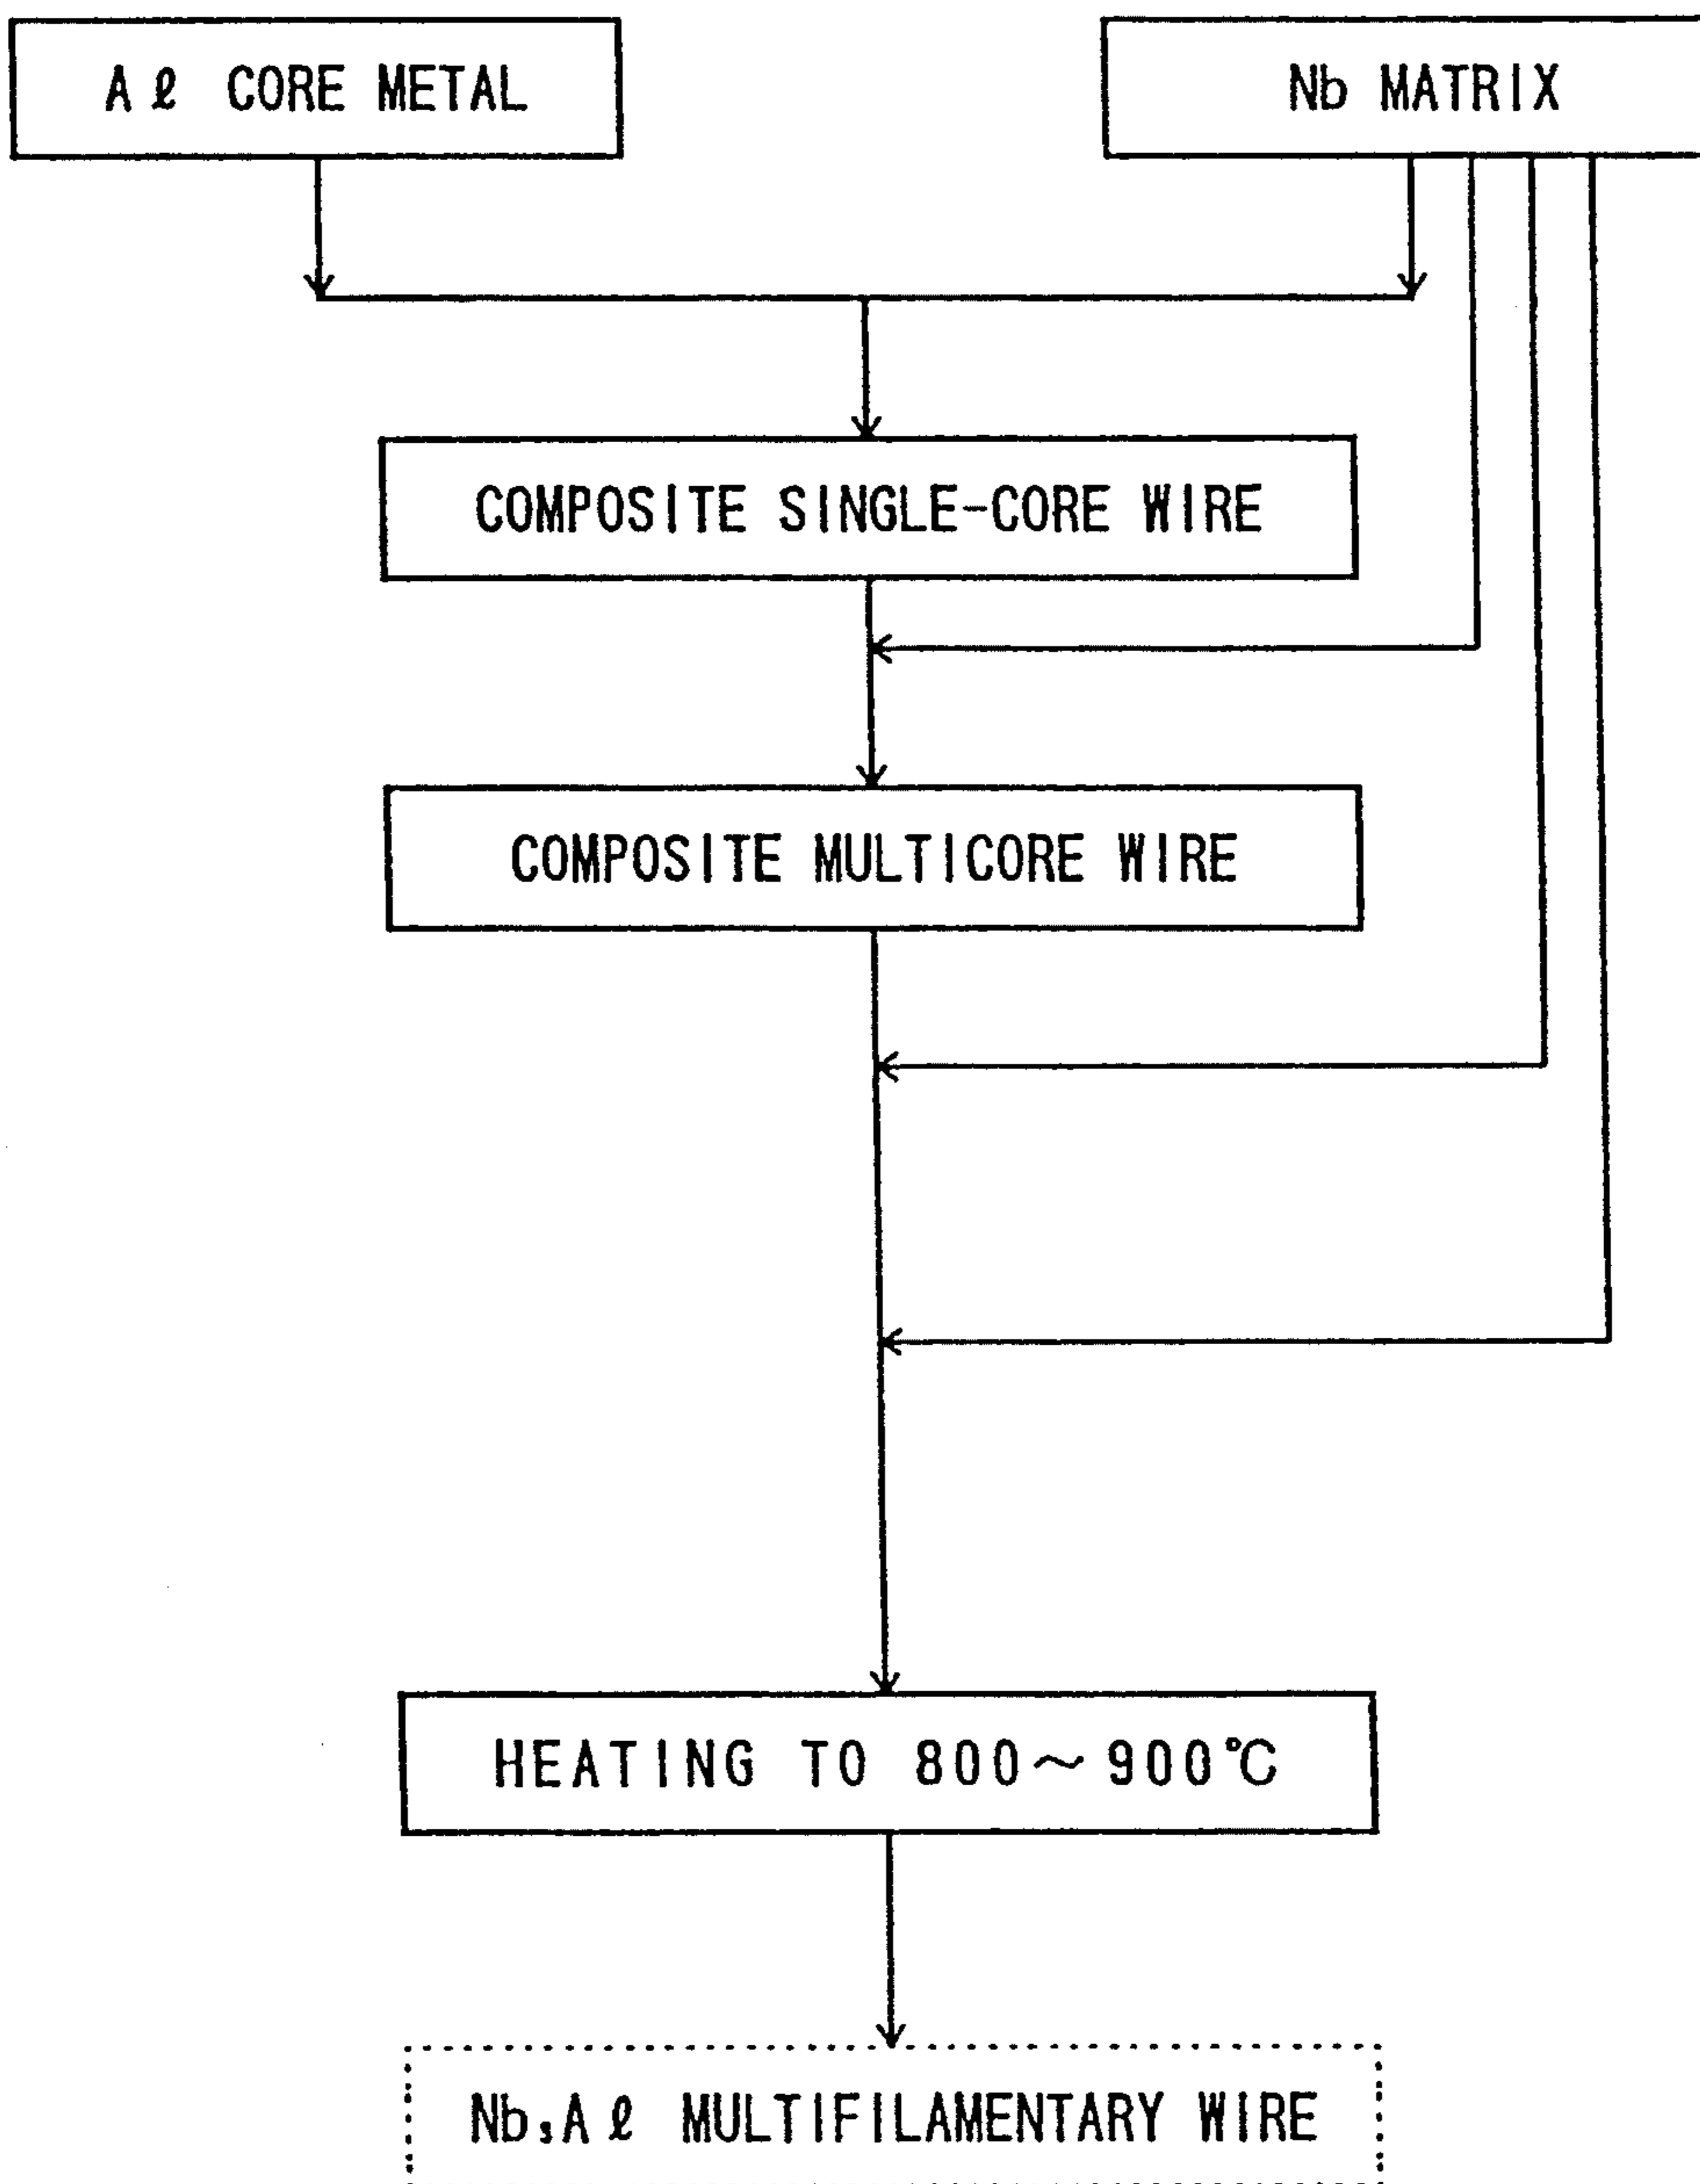 Aℓ CORE METAL
Nb MATRIX
COMPOSITE SINGLE-CORE WIRE
COMPOSITE MULTICORE WIRE
HEATING TO 800~900℃
Nb₃Aℓ MULTIFILAMENTARY WIRE